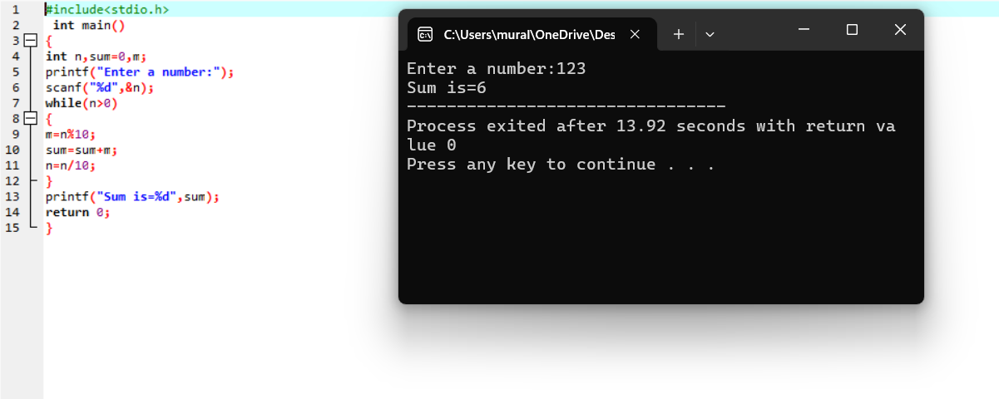 1 #include<stdio.h>
2 int main()
3 {
4 int n,sum=0,m;
5 printf("Enter a number:");
6 scanf("%d",&n);
7 while(n>0)
8 {
9 m=n%10;
10 sum=sum+m;
11 n=n/10;
12 }
13 printf("Sum is=%d",sum);
14 return 0;
15 }
C:\Users\mural\OneDrive\Des
Enter a number:123
Sum is=6
--------------------------------
Process exited after 13.92 seconds with return va
lue 0
Press any key to continue . . .